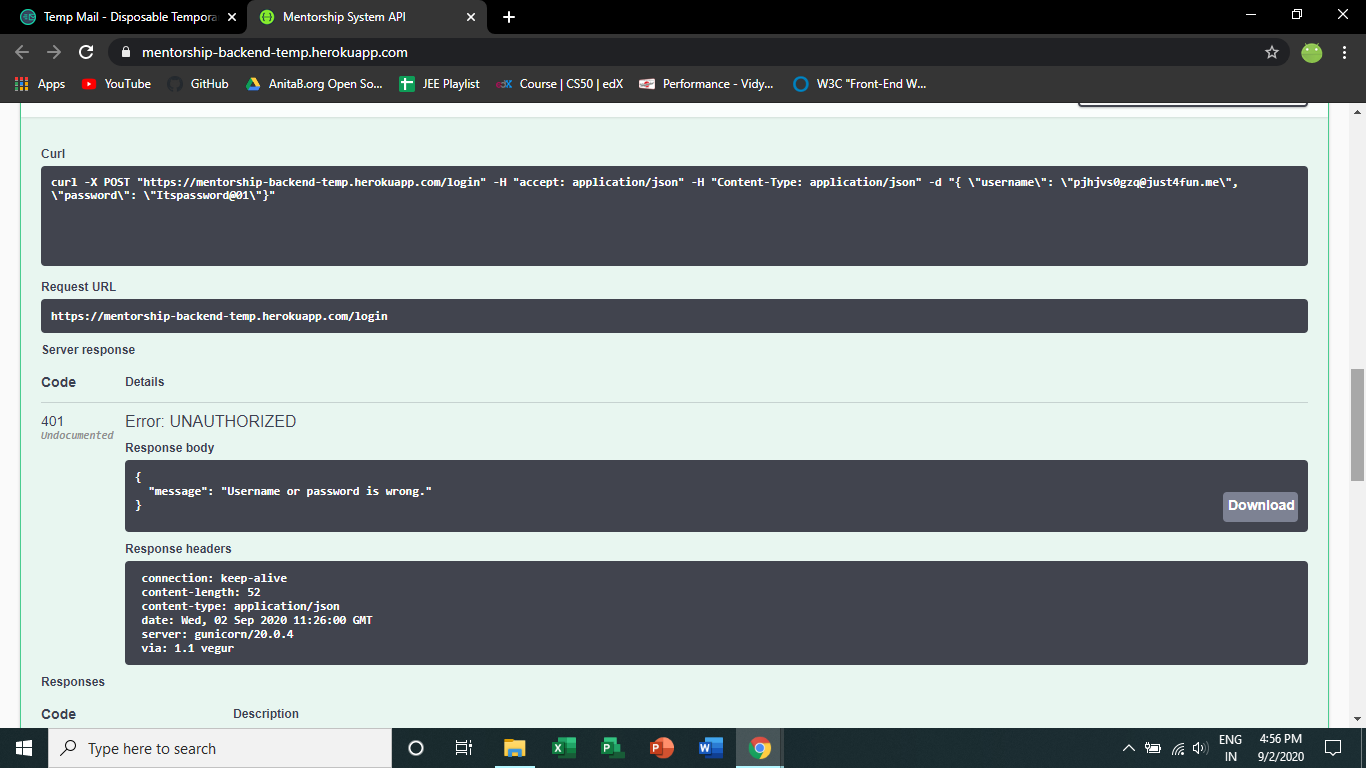 Temp Mail - Disposable Tempora
Mentorship System API
mentorship-backend-temp.herokuapp.com
Apps YouTube GitHub AnitaB.org Open So... JEE Playlist edX Course | CS50 | edX Performance - Vidy... W3C "Front-End W...
Curl
curl -X POST "https://mentorship-backend-temp.herokuapp.com/login" -H "accept: application/json" -H "Content-Type: application/json" -d "{ \"username\": \"pjhjvs0gzq@just4fun.me\",
\"password\": \"Itspassword@01\"}"
Request URL
https://mentorship-backend-temp.herokuapp.com/login
Server response
Code Details
401 Error: UNAUTHORIZED
Undocumented
Response body
{
"message": "Username or password is wrong."
}
Download
Response headers
connection: keep-alive
content-length: 52
content-type: application/json
date: Wed, 02 Sep 2020 11:26:00 GMT
server: gunicorn/20.0.4
via: 1.1 vegur
Responses
Code Description
Type here to search
ENG
IN
4:56 PM
9/2/2020